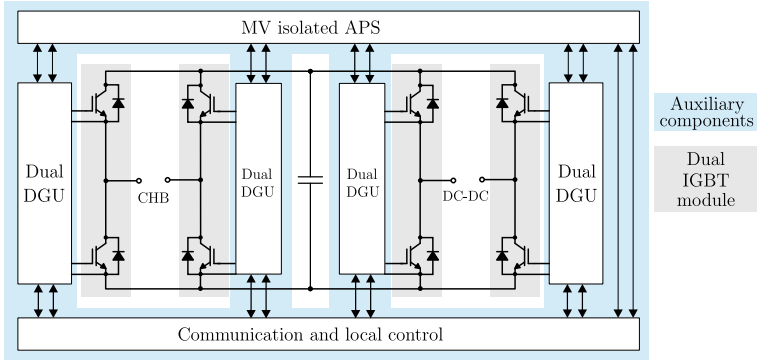 MV isolated APS
Dual
DGU
CHB
Dual
DGU
Dual
DGU
DC-DC
Dual
DGU
Communication and local control
Auxiliary
components
Dual
IGBT
module